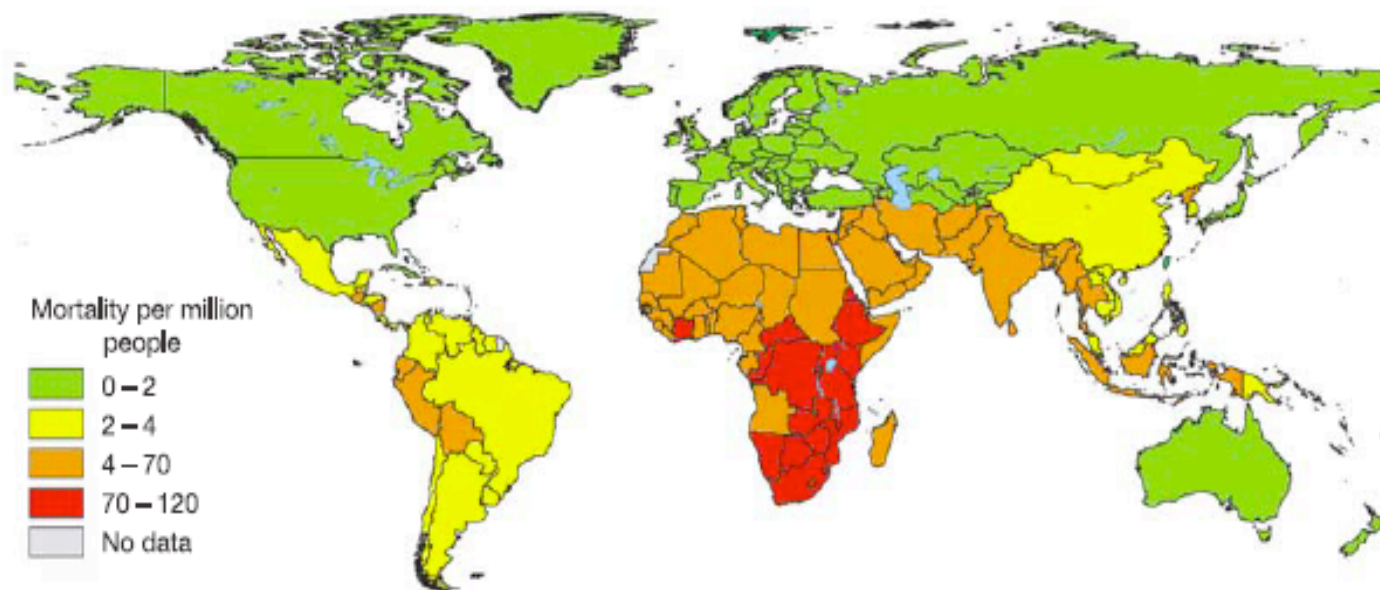 Mortality per million
people
0–2
2–4
4–70
70–120
No data